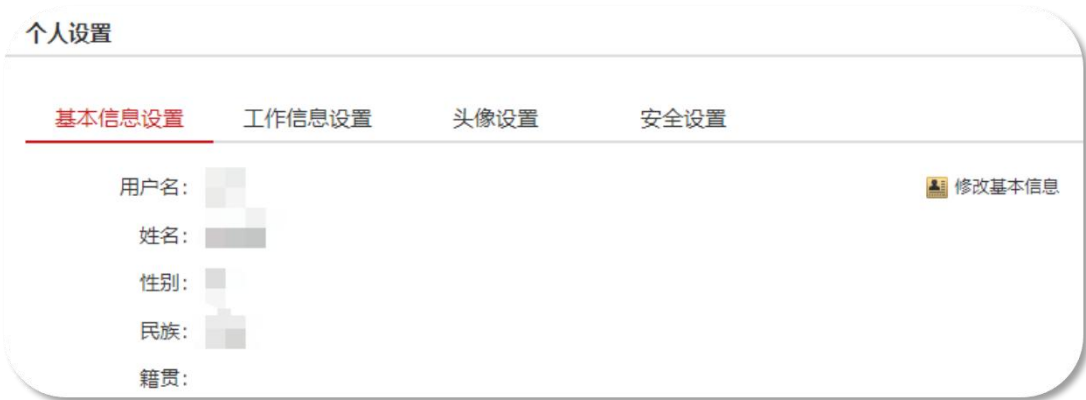 个人设置
基本信息设置 工作信息设置 头像设置 安全设置
用户名: 修改基本信息
姓名:
性别:
民族:
籍贯: